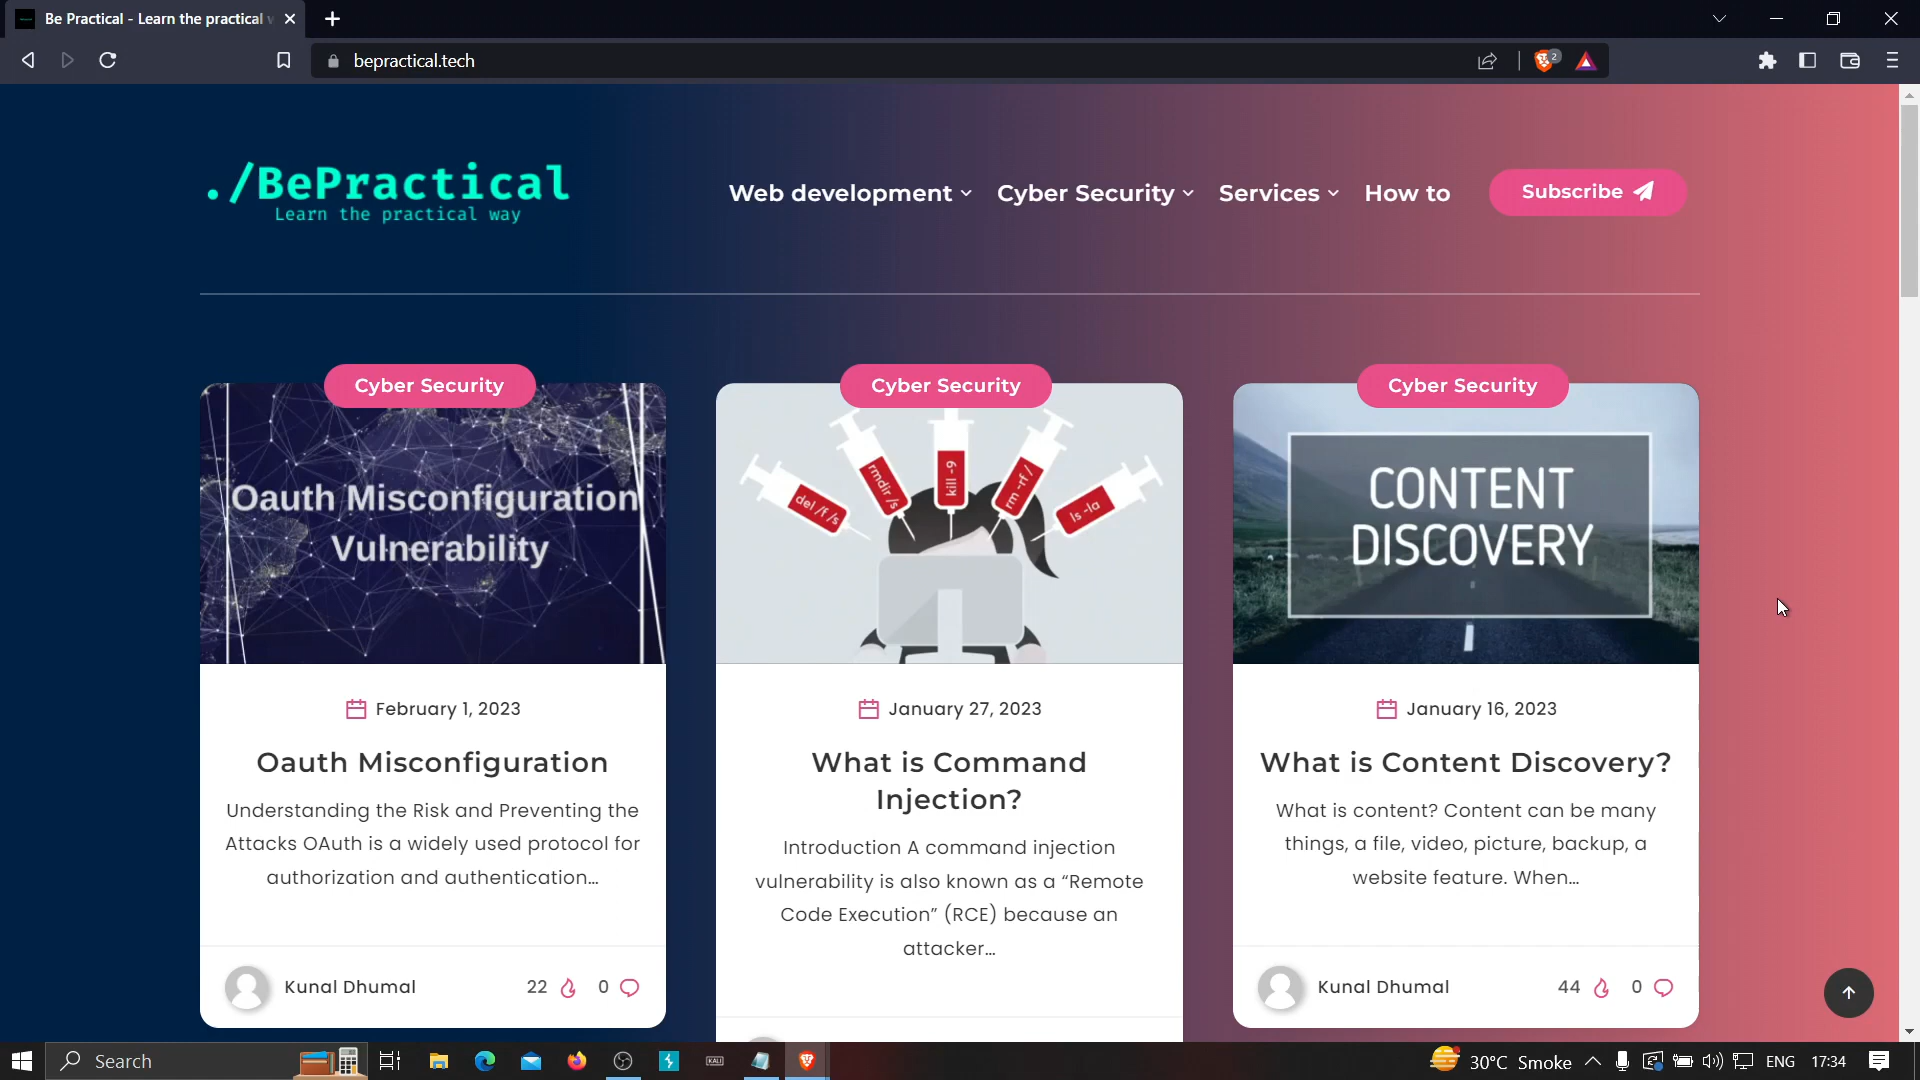 Be Practical - Learn the practical w
bepractical.tech
2
./BePractical
Learn the practical way
Web development
Cyber Security
Services
How to
Subscribe
Cyber Security
Oauth Misconfiguration
Vulnerability
February 1, 2023
Oauth Misconfiguration
Understanding the Risk and Preventing the
Attacks OAuth is a widely used protocol for
authorization and authentication...
Kunal Dhumal
22
0
Cyber Security
del /f /s
rmdir /s
kill -9
rm -rf /
ls -la
January 27, 2023
What is Command
Injection?
Introduction A command injection
vulnerability is also known as a “Remote
Code Execution” (RCE) because an
attacker...
Cyber Security
CONTENT
DISCOVERY
January 16, 2023
What is Content Discovery?
What is content? Content can be many
things, a file, video, picture, backup, a
website feature. When...
Kunal Dhumal
44
0
Search
KALI
30°C Smoke
ENG
17:34